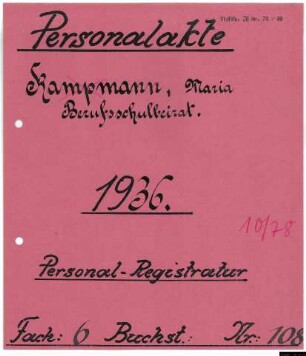 Personalakte
Kampmann, Maria
Berufsschulbeirat.
1936.
10/78
Personal-Registratur
Fach: 6 Buchst.: Nr: 108